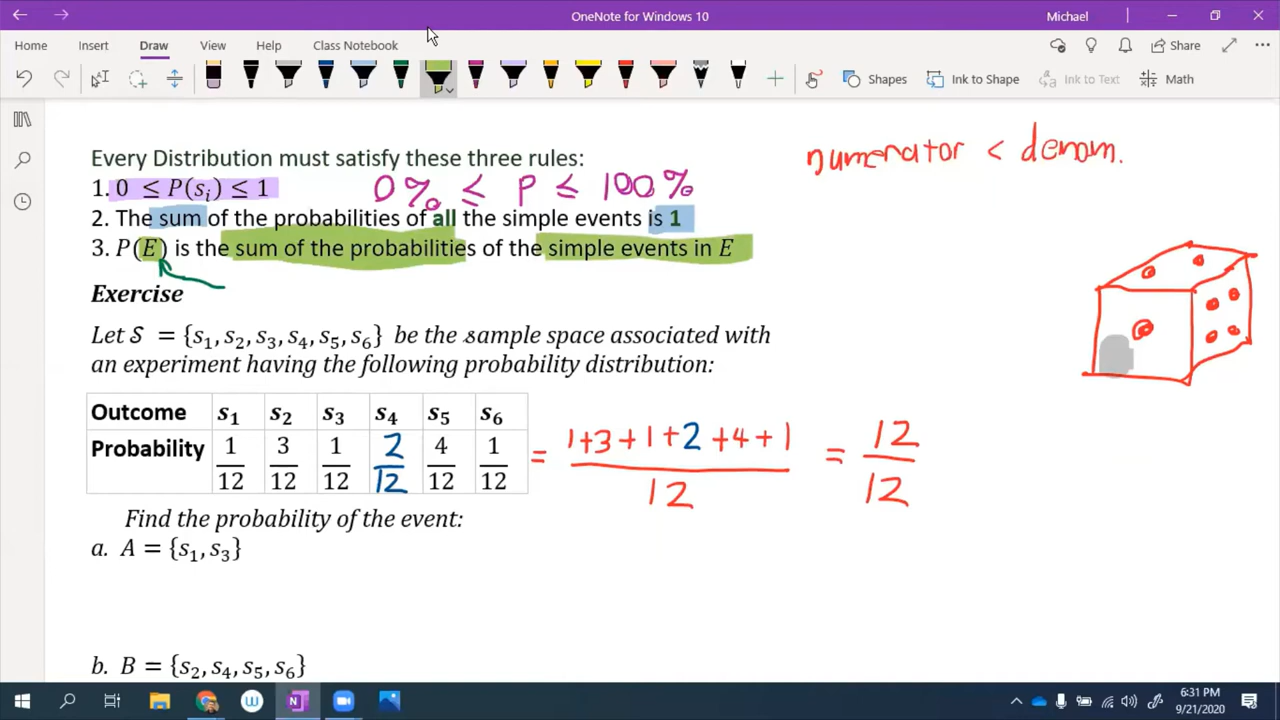 OneNote for Windows 10
Michael
Home Insert Draw View Help Class Notebook
Share
Shapes Ink to Shape Ink to Text Math
numerator < denom.
Every Distribution must satisfy these three rules:
1. 0 ≤ P(sᵢ) ≤ 1 0% ≤ P ≤ 100%
2. The sum of the probabilities of all the simple events is 1
3. P(E) is the sum of the probabilities of the simple events in E
Exercise
Let S = {s₁, s₂, s₃, s₄, s₅, s₆} be the sample space associated with
an experiment having the following probability distribution:
Outcome s₁ s₂ s₃ s₄ s₅ s₆
Probability 1/12 3/12 1/12 2/12 4/12 1/12 = (1+3+1+2+4+1)/12 = 12/12
Find the probability of the event:
a. A = {s₁, s₃}
b. B = {s₂, s₄, s₅, s₆}
6:31 PM
9/21/2020